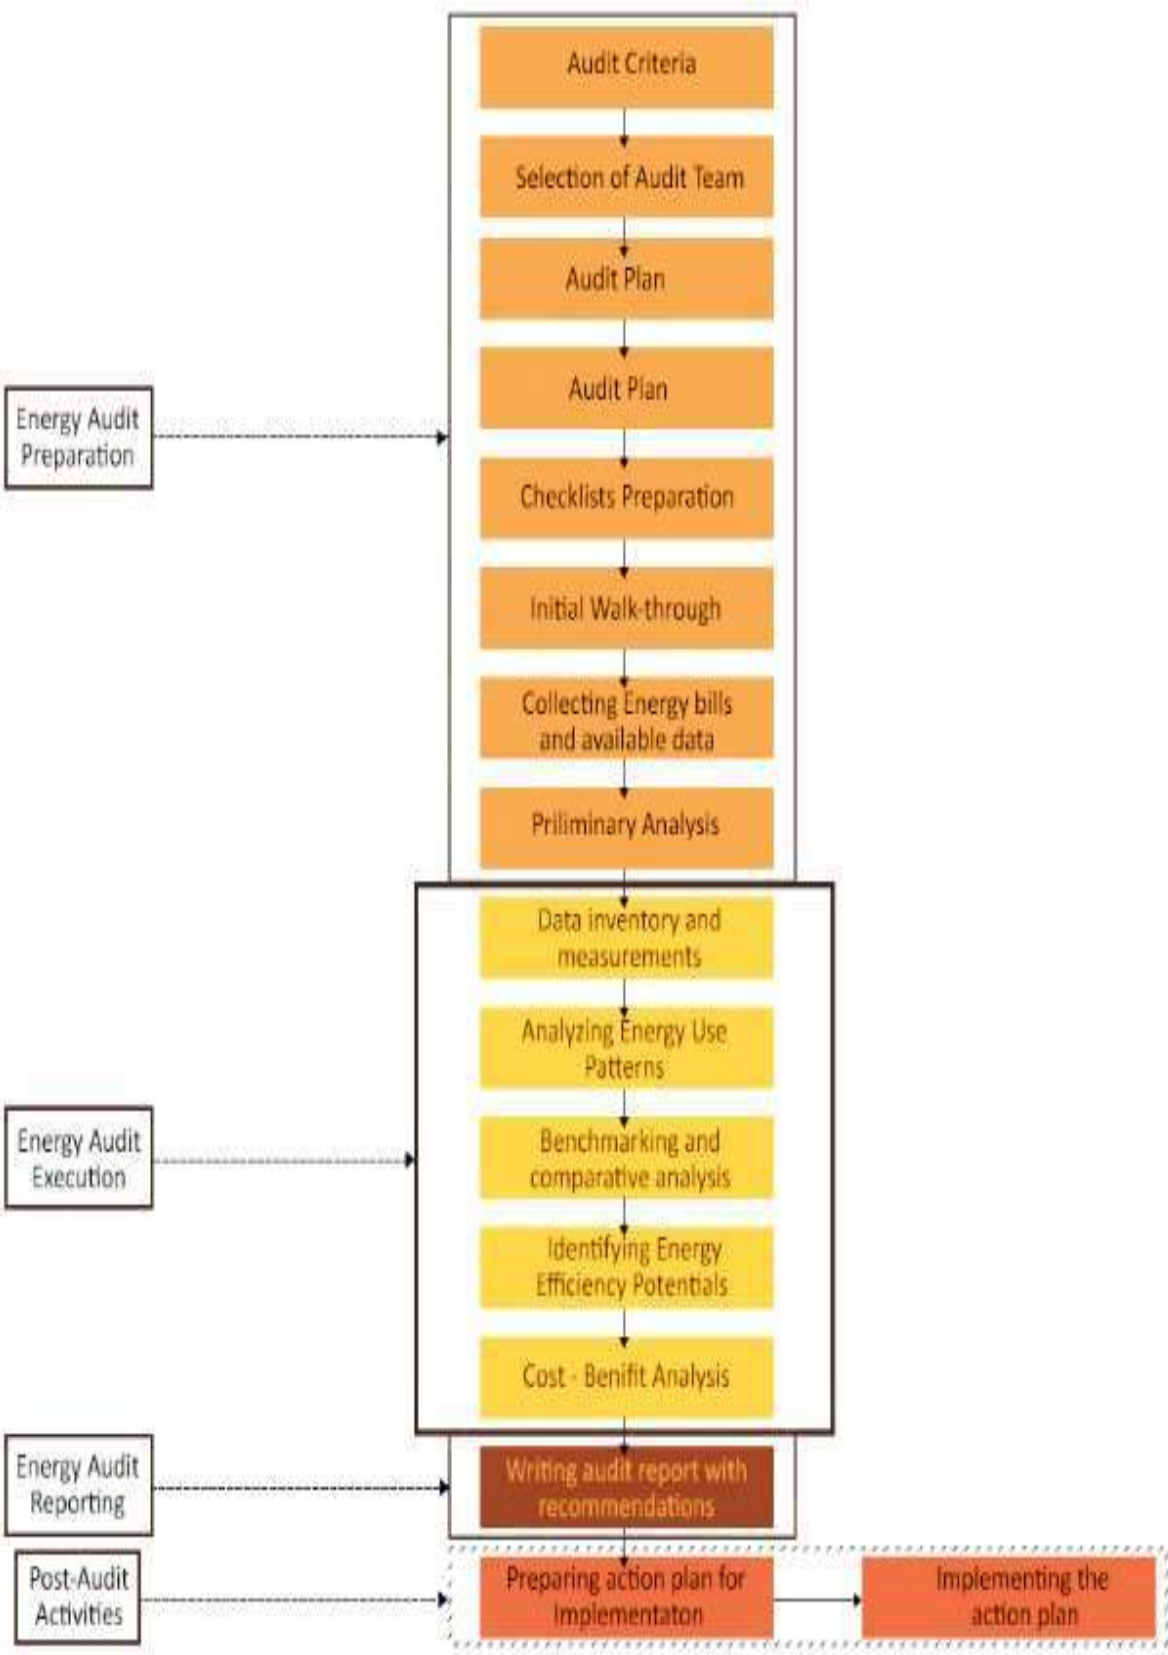 Audit Criteria
Selection of Audit Team
Audit Plan
Audit Plan
Energy Audit
Preparation
Checklists Preparation
Initial Walk-through
Collecting Energy bills
and available data
Priliminary Analysis
Data inventory and
measurements
Analyzing Energy Use
Patterns
Energy Audit
Execution
Benchmarking and
comparative analysis
Identifying Energy
Efficiency Potentials
Cost - Benifit Analysis
Energy Audit
Reporting
Writing audit report with
recommendations
Post-Audit
Activities
Preparing action plan for
Implementaton
Implementing the
action plan